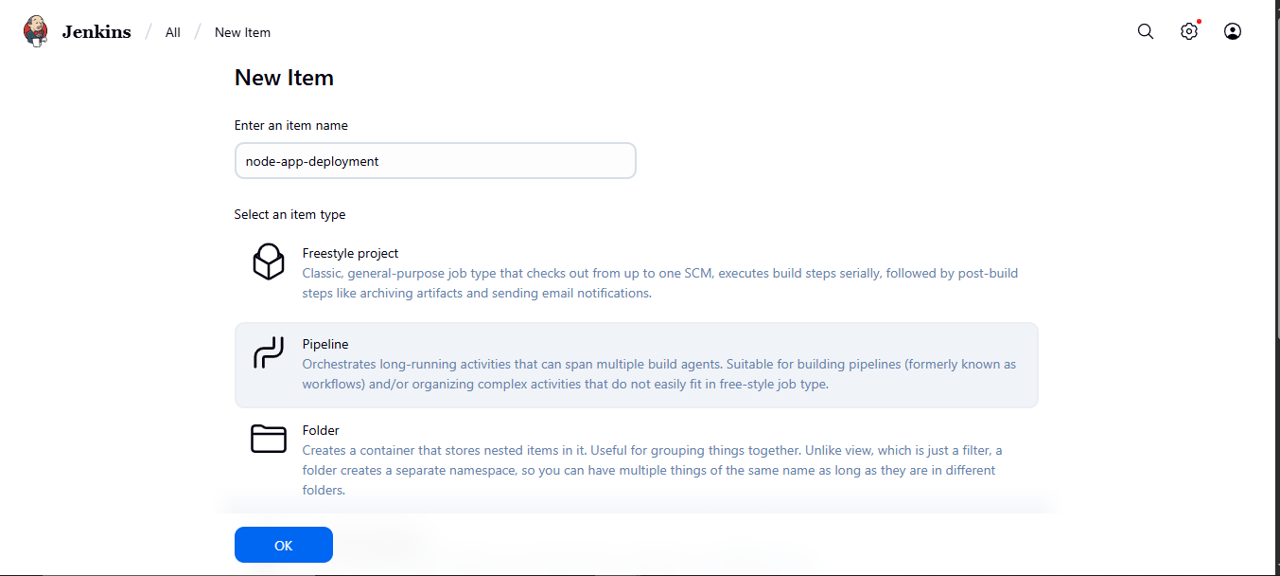 Jenkins / All / New Item
New Item
Enter an item name
node-app-deployment
Select an item type
Freestyle project
Classic, general-purpose job type that checks out from up to one SCM, executes build steps serially, followed by post-build
steps like archiving artifacts and sending email notifications.
Pipeline
Orchestrates long-running activities that can span multiple build agents. Suitable for building pipelines (formerly known as
workflows) and/or organizing complex activities that do not easily fit in free-style job type.
Folder
Creates a container that stores nested items in it. Useful for grouping things together. Unlike view, which is just a filter, a
folder creates a separate namespace, so you can have multiple things of the same name as long as they are in different
folders.
OK